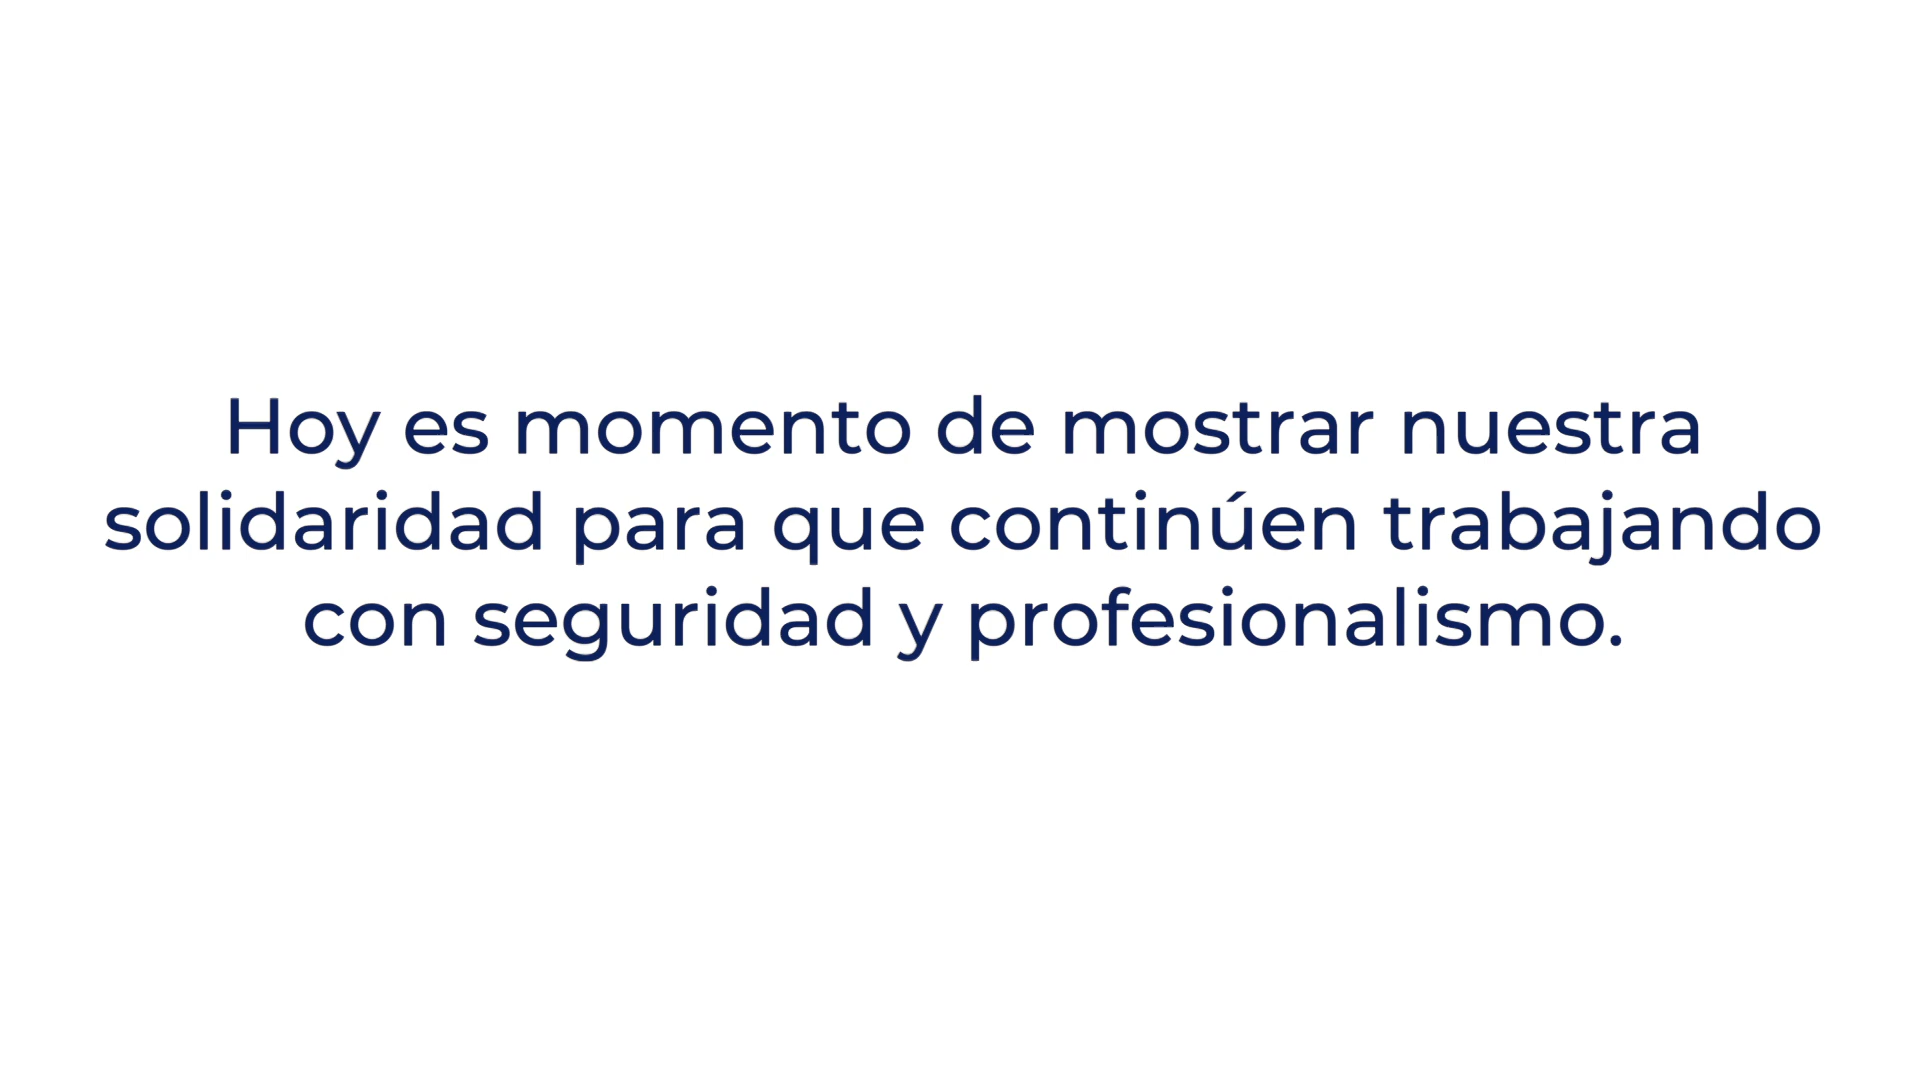 Hoy es momento de mostrar nuestra
solidaridad para que continúen trabajando
con seguridad y profesionalismo.